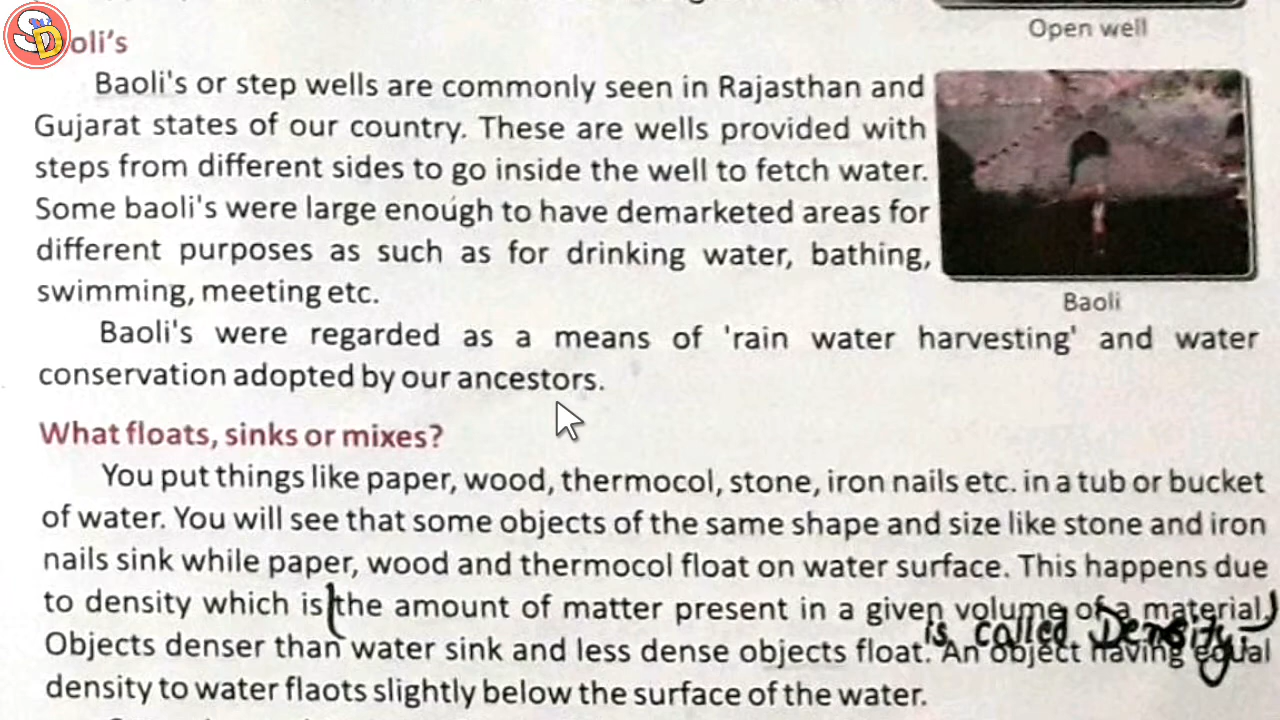 SD
oli's
Open well
Baoli's or step wells are commonly seen in Rajasthan and
Gujarat states of our country. These are wells provided with
steps from different sides to go inside the well to fetch water.
Some baoli's were large enough to have demarketed areas for
different purposes as such as for drinking water, bathing,
swimming, meeting etc.
Baoli
Baoli's were regarded as a means of 'rain water harvesting' and water
conservation adopted by our ancestors.
What floats, sinks or mixes?
You put things like paper, wood, thermocol, stone, iron nails etc. in a tub or bucket
of water. You will see that some objects of the same shape and size like stone and iron
nails sink while paper, wood and thermocol float on water surface. This happens due
to density which is the amount of matter present in a given volume of a material
is called Density
Objects denser than water sink and less dense objects float. An object having equal
density to water flaots slightly below the surface of the water.